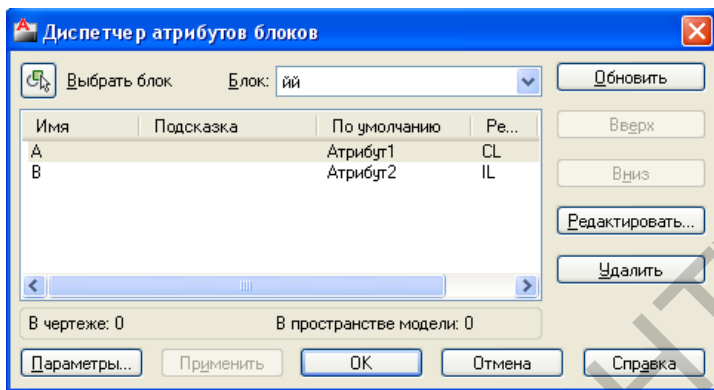 Диспетчер атрибутов блоков
Выбрать блок Блок: йй Обновить
Имя Подсказка По умолчанию Ре... Вверх
A Атрибут1 CL
B Атрибут2 IL Вниз
Редактировать...
Удалить
В чертеже: 0 В пространстве модели: 0
Параметры... Применить OK Отмена Справка